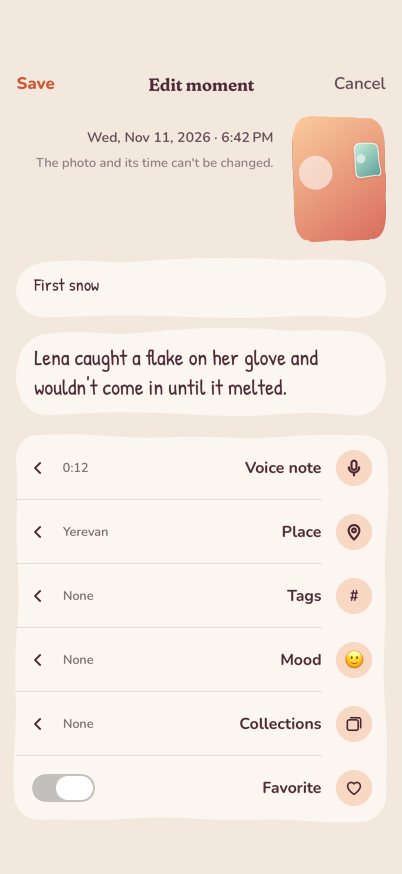 Save
Edit moment
Cancel
Wed, Nov 11, 2026 · 6:42 PM
The photo and its time can't be changed.
First snow
Lena caught a flake on her glove and
wouldn't come in until it melted.
Voice note
0:12
Place
Yerevan
Tags
None
#
Mood
None
Collections
None
Favorite